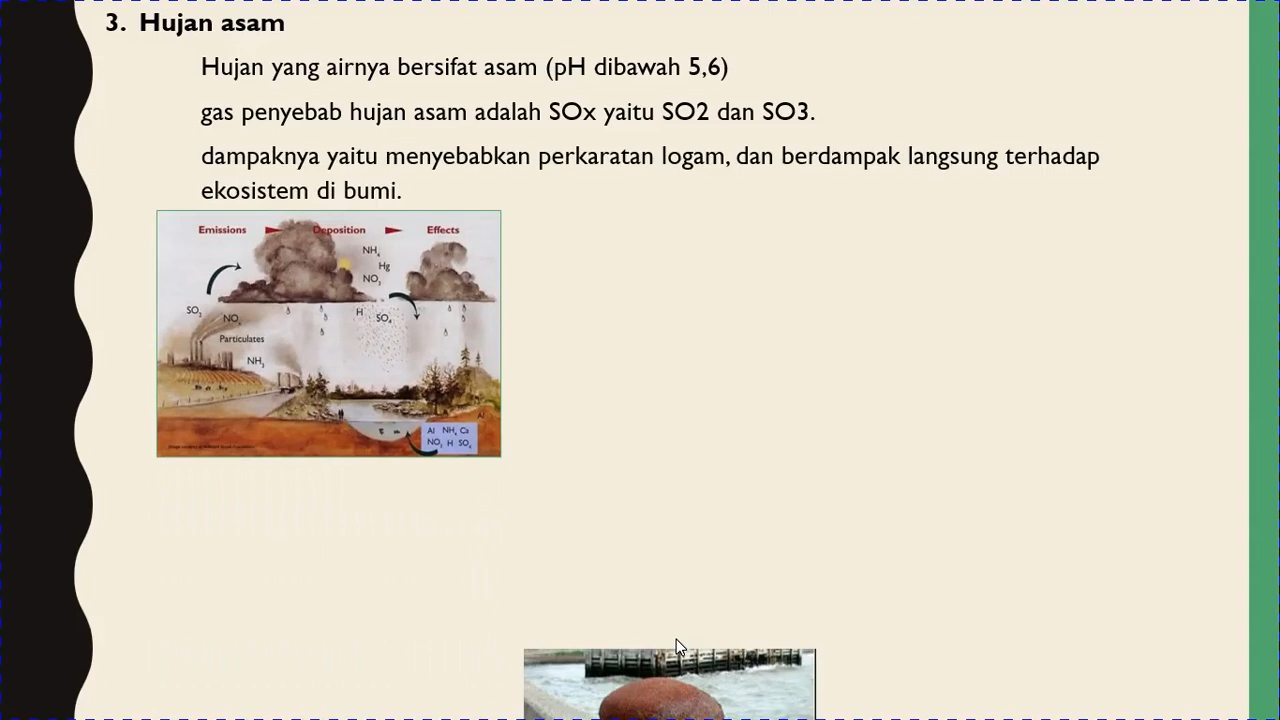 3. Hujan asam
Hujan yang airnya bersifat asam (pH dibawah 5,6)
gas penyebab hujan asam adalah SOx yaitu SO2 dan SO3.
dampaknya yaitu menyebabkan perkaratan logam, dan berdampak langsung terhadap
ekosistem di bumi.
Emissions Deposition Effects
NH₄
Hg
NO₃
SO₂
NOₓ
H
SO₄
Particulates
NH₃
Al
Al NH₄ Ca
NO₃ H SO₄